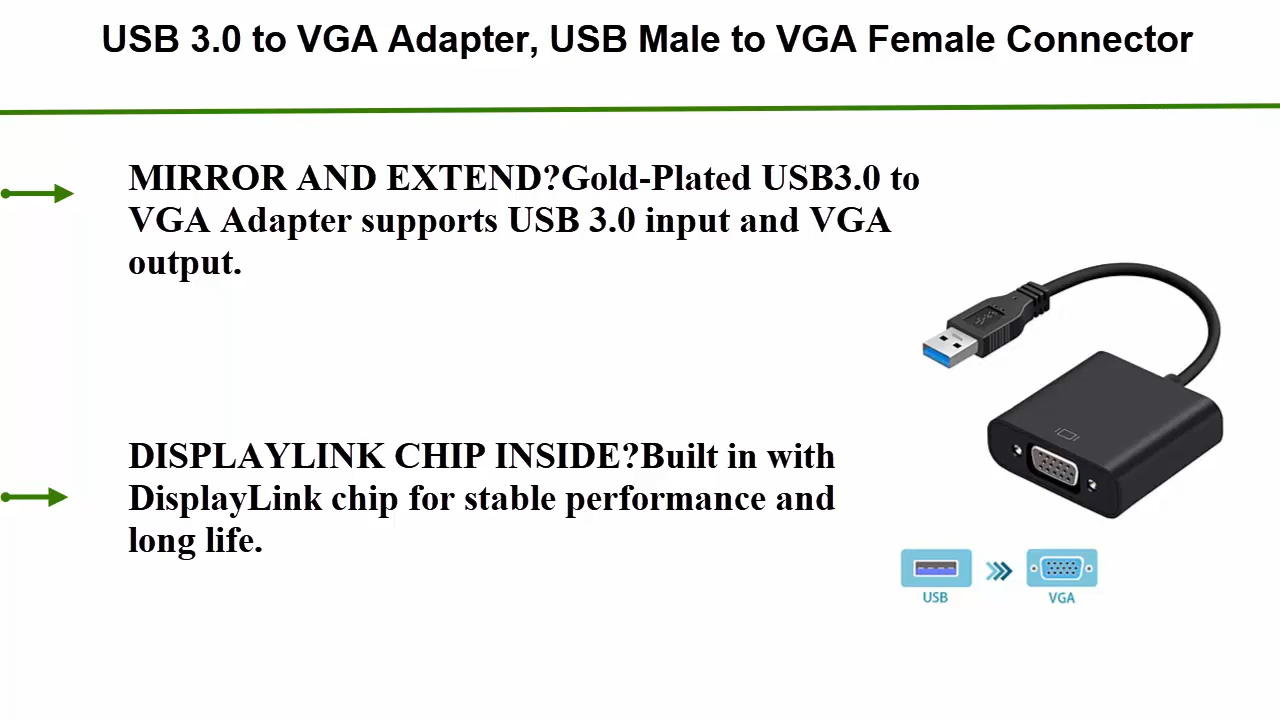 USB 3.0 to VGA Adapter, USB Male to VGA Female Connector
MIRROR AND EXTEND?Gold-Plated USB3.0 to
VGA Adapter supports USB 3.0 input and VGA
output.
DISPLAYLINK CHIP INSIDE?Built in with
DisplayLink chip for stable performance and
long life.
USB
VGA